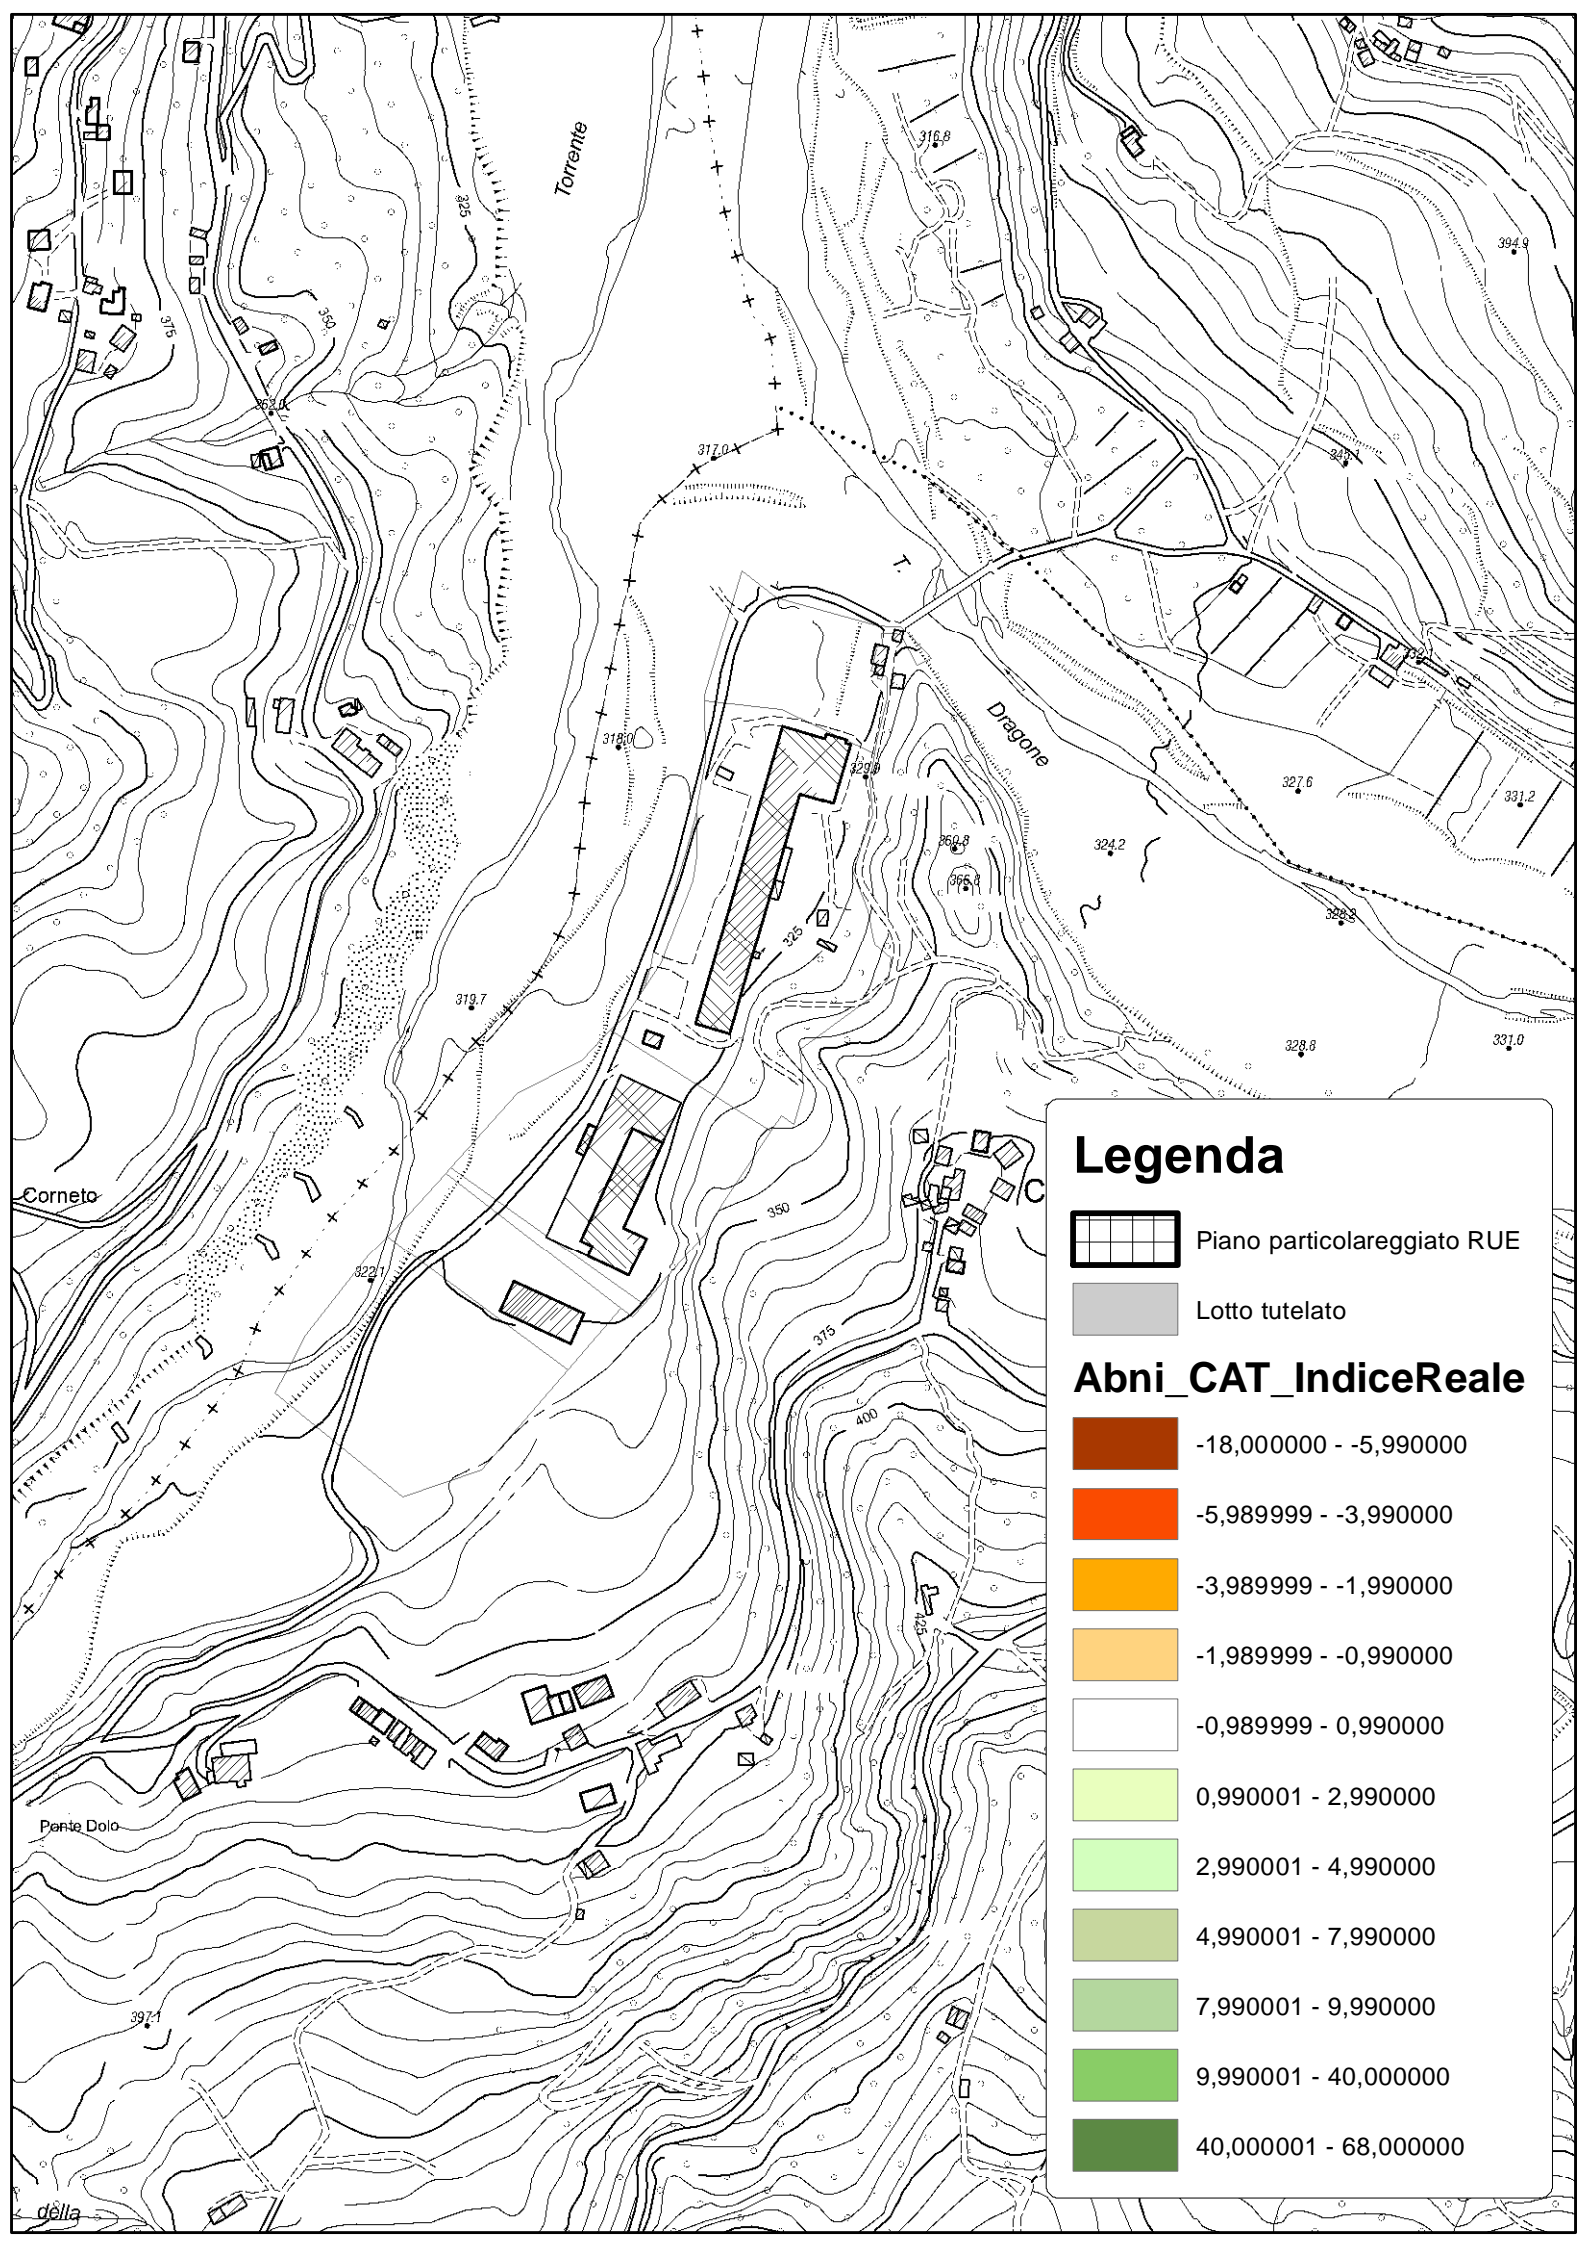 Torrente
316.8
325
394.9
375
350
352.0
317.0
343.1
T.
318.0
Dragone
329.9
327.6
331.2
360.8
324.2
366.8
328.2
325
319.7
328.8
331.0
Corneto
350
C
322.1
375
400
425
Ponte Dolo
397.1
della
Legenda
Piano particolareggiato RUE
Lotto tutelato
Abni_CAT_IndiceReale
-18,000000 - -5,990000
-5,989999 - -3,990000
-3,989999 - -1,990000
-1,989999 - -0,990000
-0,989999 - 0,990000
0,990001 - 2,990000
2,990001 - 4,990000
4,990001 - 7,990000
7,990001 - 9,990000
9,990001 - 40,000000
40,000001 - 68,000000